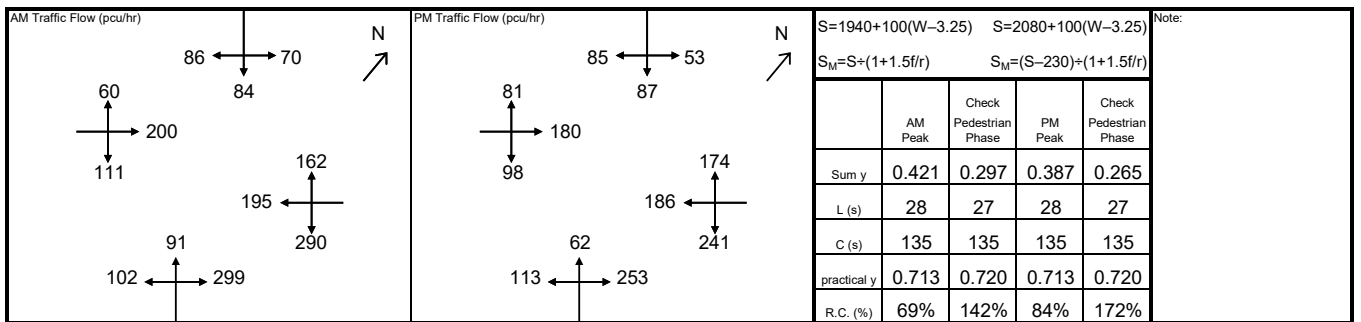 AM Traffic Flow (pcu/hr)
N
86
70
84
60
200
111
162
195
290
91
102
299
PM Traffic Flow (pcu/hr)
N
85
53
87
81
180
98
174
186
241
62
113
253
S=1940+100(W–3.25) S=2080+100(W–3.25)
S_M=S÷(1+1.5f/r) S_M=(S–230)÷(1+1.5f/r)
AM Peak
Check Pedestrian Phase
PM Peak
Check Pedestrian Phase
Sum y 0.421 0.297 0.387 0.265
L (s) 28 27 28 27
C (s) 135 135 135 135
practical y 0.713 0.720 0.713 0.720
R.C. (%) 69% 142% 84% 172%
Note: